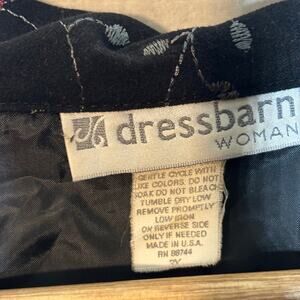 dressbarn
WOMAN
GENTLE CYCLE WITH
LIKE COLORS. DO NOT
SOAK DO NOT BLEACH
TUMBLE DRY LOW
REMOVE PROMPTLY
LOW IRON
ON REVERSE SIDE
ONLY IF NEEDED
MADE IN U.S.A.
RN 88744